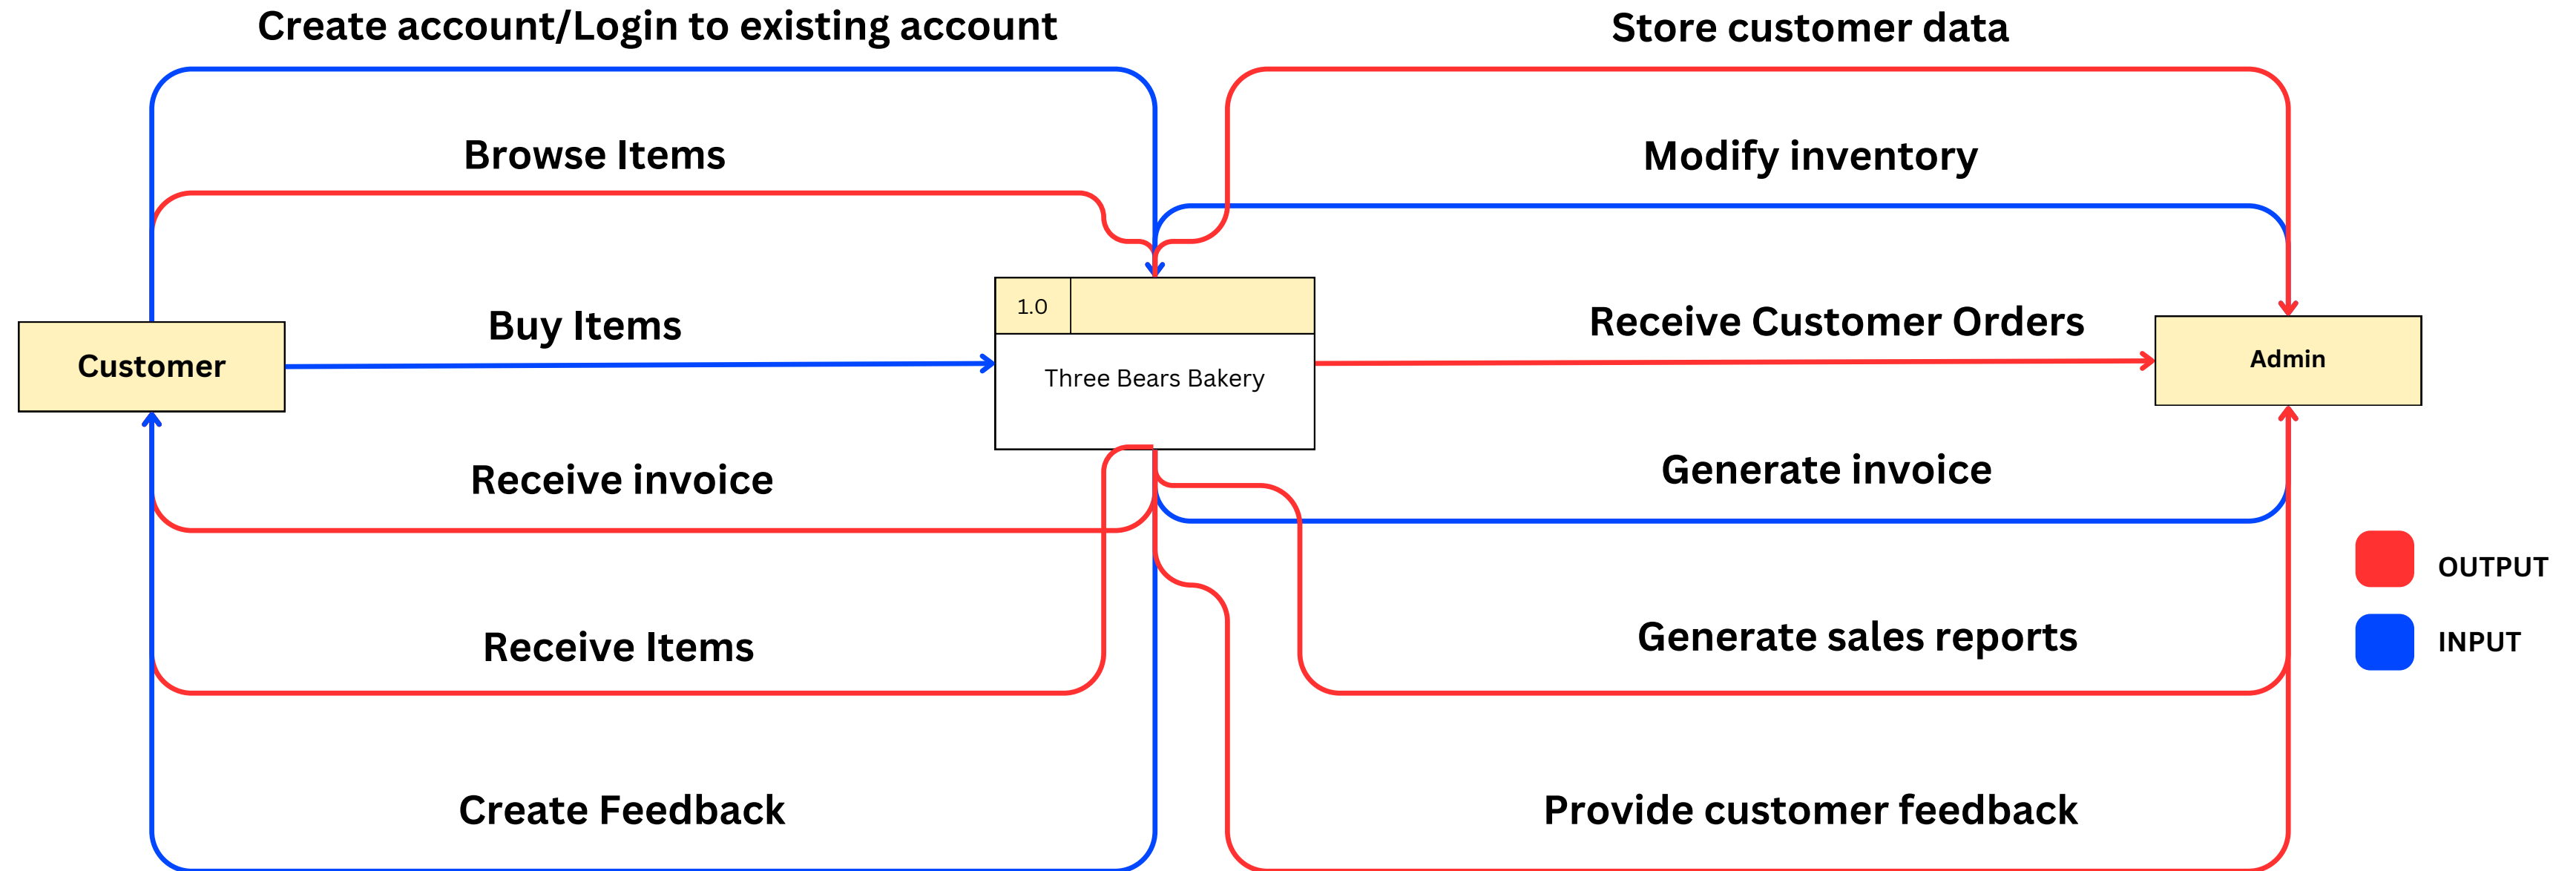 Create account/Login to existing account
Store customer data
Browse Items
Modify inventory
Buy Items
1.0
Receive Customer Orders
Customer
Three Bears Bakery
Admin
Receive invoice
Generate invoice
OUTPUT
Receive Items
Generate sales reports
INPUT
Create Feedback
Provide customer feedback